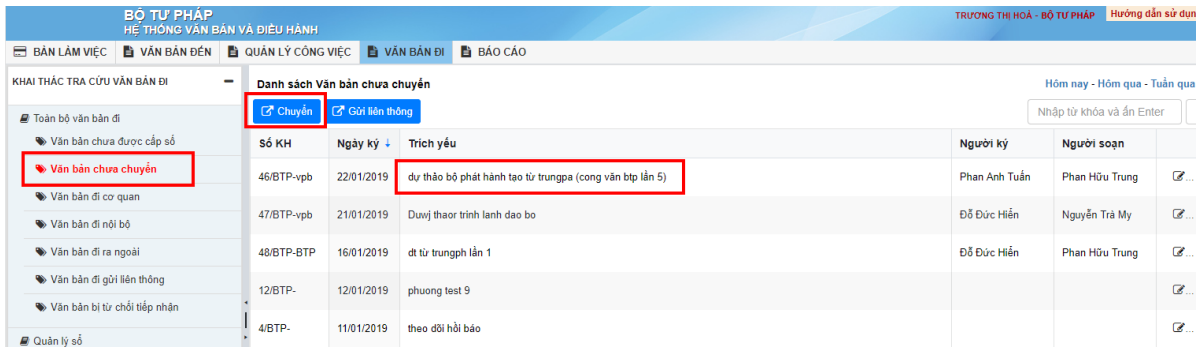 BỘ TƯ PHÁP
HỆ THỐNG VĂN BẢN VÀ ĐIỀU HÀNH
TRƯƠNG THỊ HOÁ - BỘ TƯ PHÁP
Hướng dẫn sử dụn
BÀN LÀM VIỆC VĂN BẢN ĐẾN QUẢN LÝ CÔNG VIỆC VĂN BẢN ĐI BÁO CÁO
KHAI THÁC TRA CỨU VĂN BẢN ĐI
Toàn bộ văn bản đi
Văn bản chưa được cấp số
Văn bản chưa chuyển
Văn bản đi cơ quan
Văn bản đi nội bộ
Văn bản đi ra ngoài
Văn bản đi gửi liên thông
Văn bản bị từ chối tiếp nhận
Quản lý sổ
Danh sách Văn bản chưa chuyển
Hôm nay - Hôm qua - Tuần qua
Chuyển Gửi liên thông
Nhập từ khóa và ấn Enter
Số KH Ngày ký Trích yếu Người ký Người soạn
46/BTP-vpb 22/01/2019 dự thảo bộ phát hành tạo từ trungpa (cong văn btp lần 5) Phan Anh Tuấn Phan Hữu Trung ...
47/BTP-vpb 21/01/2019 Duwj thaor trinh lanh dao bo Đỗ Đức Hiển Nguyễn Trà My ...
48/BTP-BTP 16/01/2019 dt từ trungph lần 1 Đỗ Đức Hiển Phan Hữu Trung ...
12/BTP- 12/01/2019 phuong test 9 ...
4/BTP- 11/01/2019 theo dõi hồi báo ...